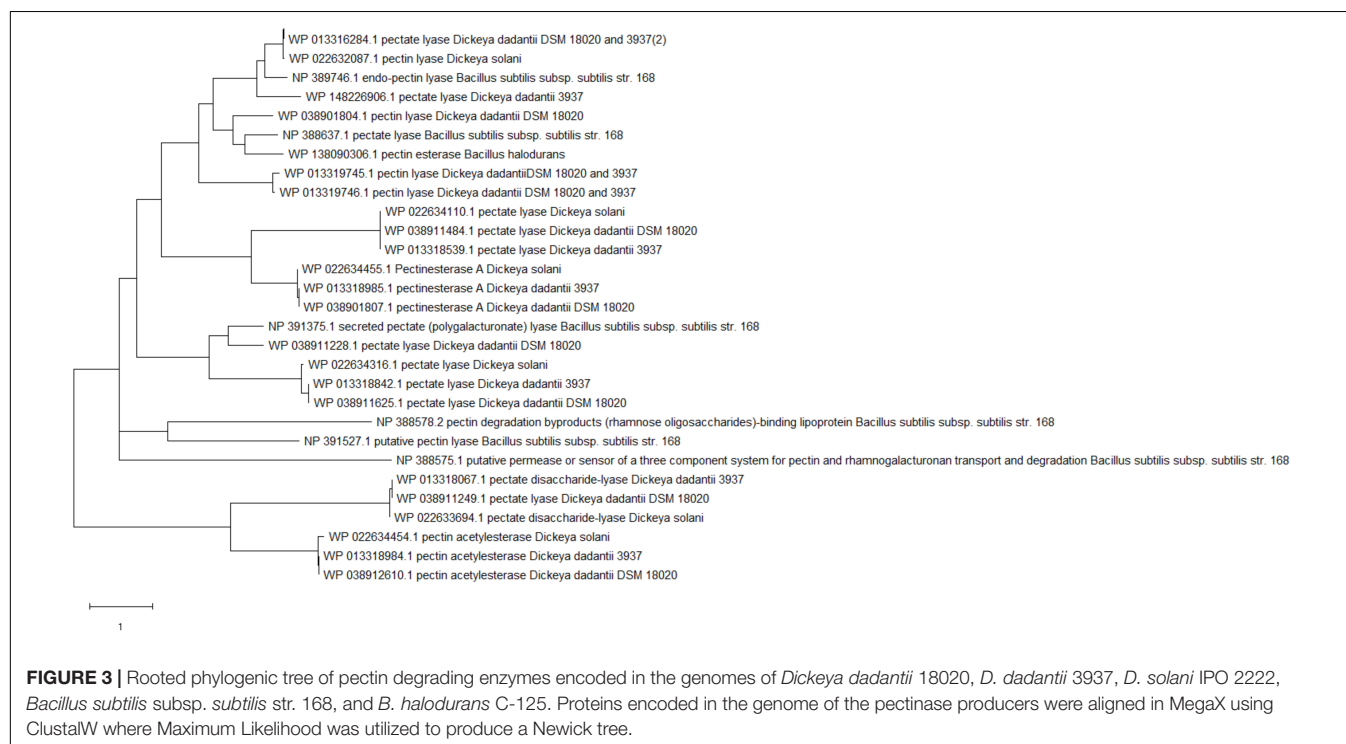 WP 013316284.1 pectate lyase Dickeya dadantii DSM 18020 and 3937(2)
WP 022632087.1 pectin lyase Dickeya solani
NP 389746.1 endo-pectin lyase Bacillus subtilis subsp. subtilis str. 168
WP 148226906.1 pectate lyase Dickeya dadantii 3937
WP 038901804.1 pectin lyase Dickeya dadantii DSM 18020
NP 388637.1 pectate lyase Bacillus subtilis subsp. subtilis str. 168
WP 138090306.1 pectin esterase Bacillus halodurans
WP 013319745.1 pectin lyase Dickeya dadantiiDSM 18020 and 3937
WP 013319746.1 pectin lyase Dickeya dadantii DSM 18020 and 3937
WP 022634110.1 pectate lyase Dickeya solani
WP 038911484.1 pectate lyase Dickeya dadantii DSM 18020
WP 013318539.1 pectate lyase Dickeya dadantii 3937
WP 022634455.1 Pectinesterase A Dickeya solani
WP 013318985.1 pectinesterase A Dickeya dadantii 3937
WP 038901807.1 pectinesterase A Dickeya dadantii DSM 18020
NP 391375.1 secreted pectate (polygalacturonate) lyase Bacillus subtilis subsp. subtilis str. 168
WP 038911228.1 pectate lyase Dickeya dadantii DSM 18020
WP 022634316.1 pectate lyase Dickeya solani
WP 013318842.1 pectate lyase Dickeya dadantii 3937
WP 038911625.1 pectate lyase Dickeya dadantii DSM 18020
NP 388578.2 pectin degradation byproducts (rhamnose oligosaccharides)-binding lipoprotein Bacillus subtilis subsp. subtilis str. 168
NP 391527.1 putative pectin lyase Bacillus subtilis subsp. subtilis str. 168
NP 388575.1 putative permease or sensor of a three component system for pectin and rhamnogalacturonan transport and degradation Bacillus subtilis subsp. subtilis str. 168
WP 013318067.1 pectate disaccharide-lyase Dickeya dadantii 3937
WP 038911249.1 pectate lyase Dickeya dadantii DSM 18020
WP 022633694.1 pectate disaccharide-lyase Dickeya solani
WP 022634454.1 pectin acetylesterase Dickeya solani
WP 013318984.1 pectin acetylesterase Dickeya dadantii 3937
WP 038912610.1 pectin acetylesterase Dickeya dadantii DSM 18020
1
FIGURE 3 | Rooted phylogenic tree of pectin degrading enzymes encoded in the genomes of Dickeya dadantii 18020, D. dadantii 3937, D. solani IPO 2222,
Bacillus subtilis subsp. subtilis str. 168, and B. halodurans C-125. Proteins encoded in the genome of the pectinase producers were aligned in MegaX using
ClustalW where Maximum Likelihood was utilized to produce a Newick tree.